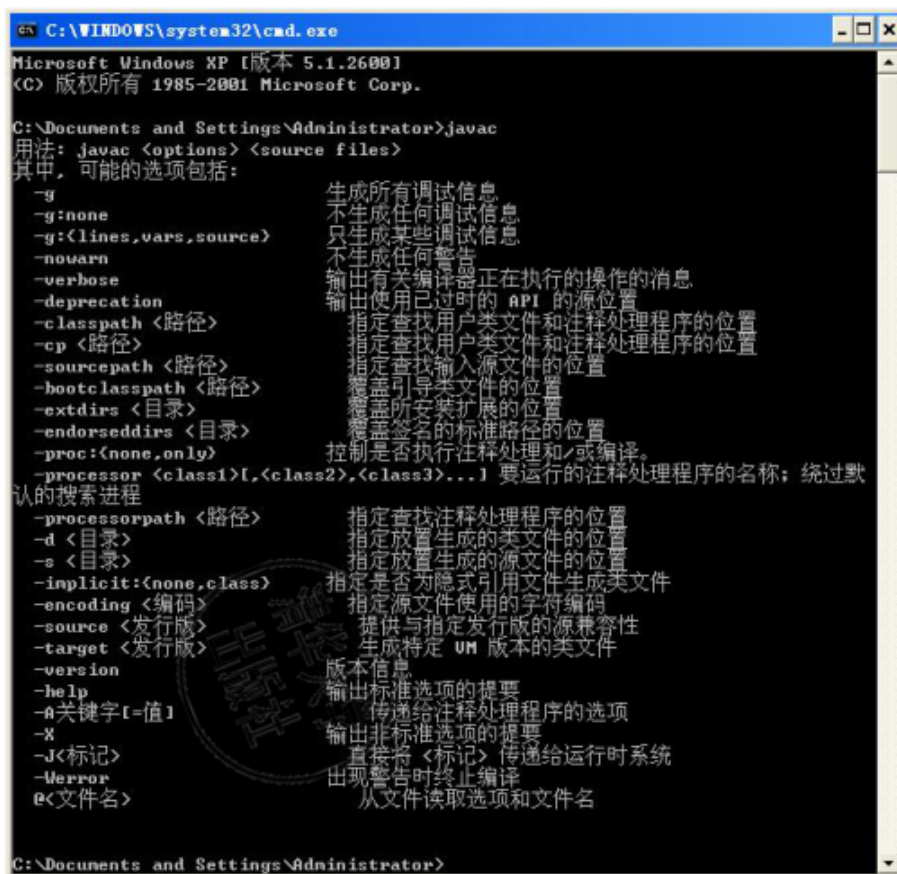 C:\WINDOWS\system32\cmd.exe
Microsoft Windows XP [版本 5.1.2600]
(C) 版权所有 1985-2001 Microsoft Corp.
C:\Documents and Settings\Administrator>javac
用法: javac <options> <source files>
其中, 可能的选项包括:
-g 生成所有调试信息
-g:none 不生成任何调试信息
-g:{lines,vars,source} 只生成某些调试信息
-nowarn 不生成任何警告
-verbose 输出有关编译器正在执行的操作的消息
-deprecation 输出使用已过时的 API 的源位置
-classpath <路径> 指定查找用户类文件和注释处理程序的位置
-cp <路径> 指定查找用户类文件和注释处理程序的位置
-sourcepath <路径> 指定查找输入源文件的位置
-bootclasspath <路径> 覆盖引导类文件的位置
-extdirs <目录> 覆盖所安装扩展的位置
-endorseddirs <目录> 覆盖签名的标准路径的位置
-proc:{none,only} 控制是否执行注释处理和/或编译。
-processor <class1>[,<class2>,<class3>...] 要运行的注释处理程序的名称; 绕过默
认的搜索进程
-processorpath <路径> 指定查找注释处理程序的位置
-d <目录> 指定放置生成的类文件的位置
-s <目录> 指定放置生成的源文件的位置
-implicit:{none,class} 指定是否为隐式引用文件生成类文件
-encoding <编码> 指定源文件使用的字符编码
-source <发行版> 提供与指定发行版的源兼容性
-target <发行版> 生成特定 VM 版本的类文件
-version 版本信息
-help 输出标准选项的提要
-A关键字[=值] 传递给注释处理程序的选项
-X 输出非标准选项的提要
-J<标记> 直接将 <标记> 传递给运行时系统
-Werror 出现警告时终止编译
@<文件名> 从文件读取选项和文件名
C:\Documents and Settings\Administrator>
出版社